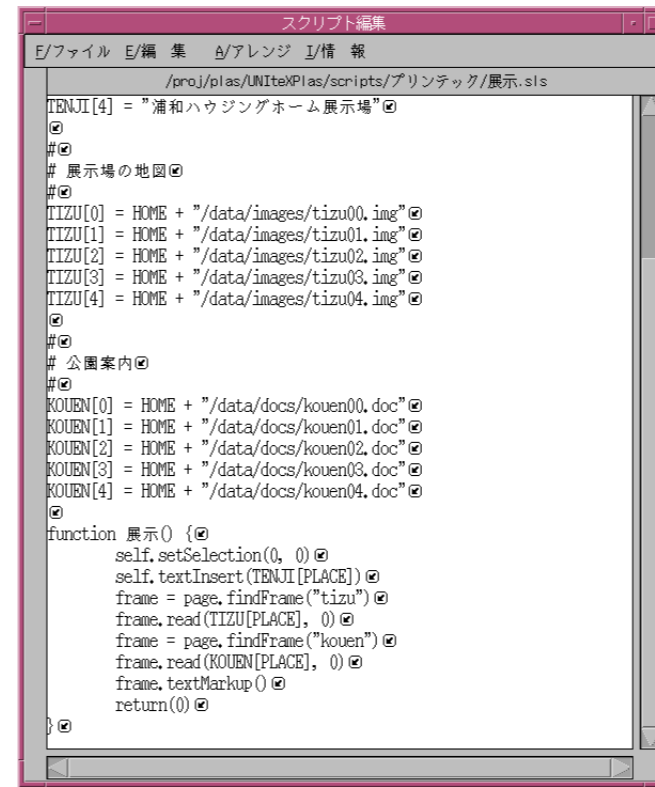 スクリプト編集
F/ファイル E/編 集 A/アレンジ I/情 報
/proj/plas/UNIteXPlas/scripts/プリンテック/展示.sls
TENJI[4] = "浦和ハウジングホーム展示場"
#
# 展示場の地図
#
TIZU[0] = HOME + "/data/images/tizu00.img"
TIZU[1] = HOME + "/data/images/tizu01.img"
TIZU[2] = HOME + "/data/images/tizu02.img"
TIZU[3] = HOME + "/data/images/tizu03.img"
TIZU[4] = HOME + "/data/images/tizu04.img"
#
# 公園案内
#
KOUEN[0] = HOME + "/data/docs/kouen00.doc"
KOUEN[1] = HOME + "/data/docs/kouen01.doc"
KOUEN[2] = HOME + "/data/docs/kouen02.doc"
KOUEN[3] = HOME + "/data/docs/kouen03.doc"
KOUEN[4] = HOME + "/data/docs/kouen04.doc"
function 展示() {
self.setSelection(0, 0)
self.textInsert(TENJI[PLACE])
frame = page.findFrame("tizu")
frame.read(TIZU[PLACE], 0)
frame = page.findFrame("kouen")
frame.read(KOUEN[PLACE], 0)
frame.textMarkup()
return(0)
}